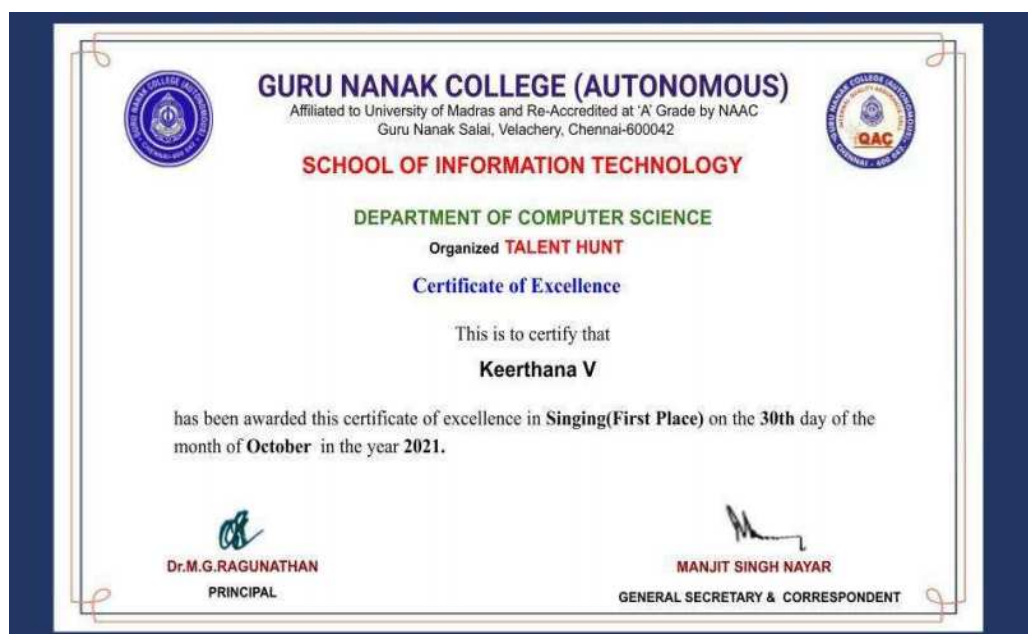 GURU NANAK COLLEGE (AUTONOMOUS)
Affiliated to University of Madras and Re-Accredited at 'A' Grade by NAAC
Guru Nanak Salai, Velachery, Chennai-600042
QAC
SCHOOL OF INFORMATION TECHNOLOGY
DEPARTMENT OF COMPUTER SCIENCE
Organized TALENT HUNT
Certificate of Excellence
This is to certify that
Keerthana V
has been awarded this certificate of excellence in Singing(First Place) on the 30th day of the
month of October in the year 2021.
Dr.M.G.RAGUNATHAN
PRINCIPAL
MANJIT SINGH NAYAR
GENERAL SECRETARY & CORRESPONDENT